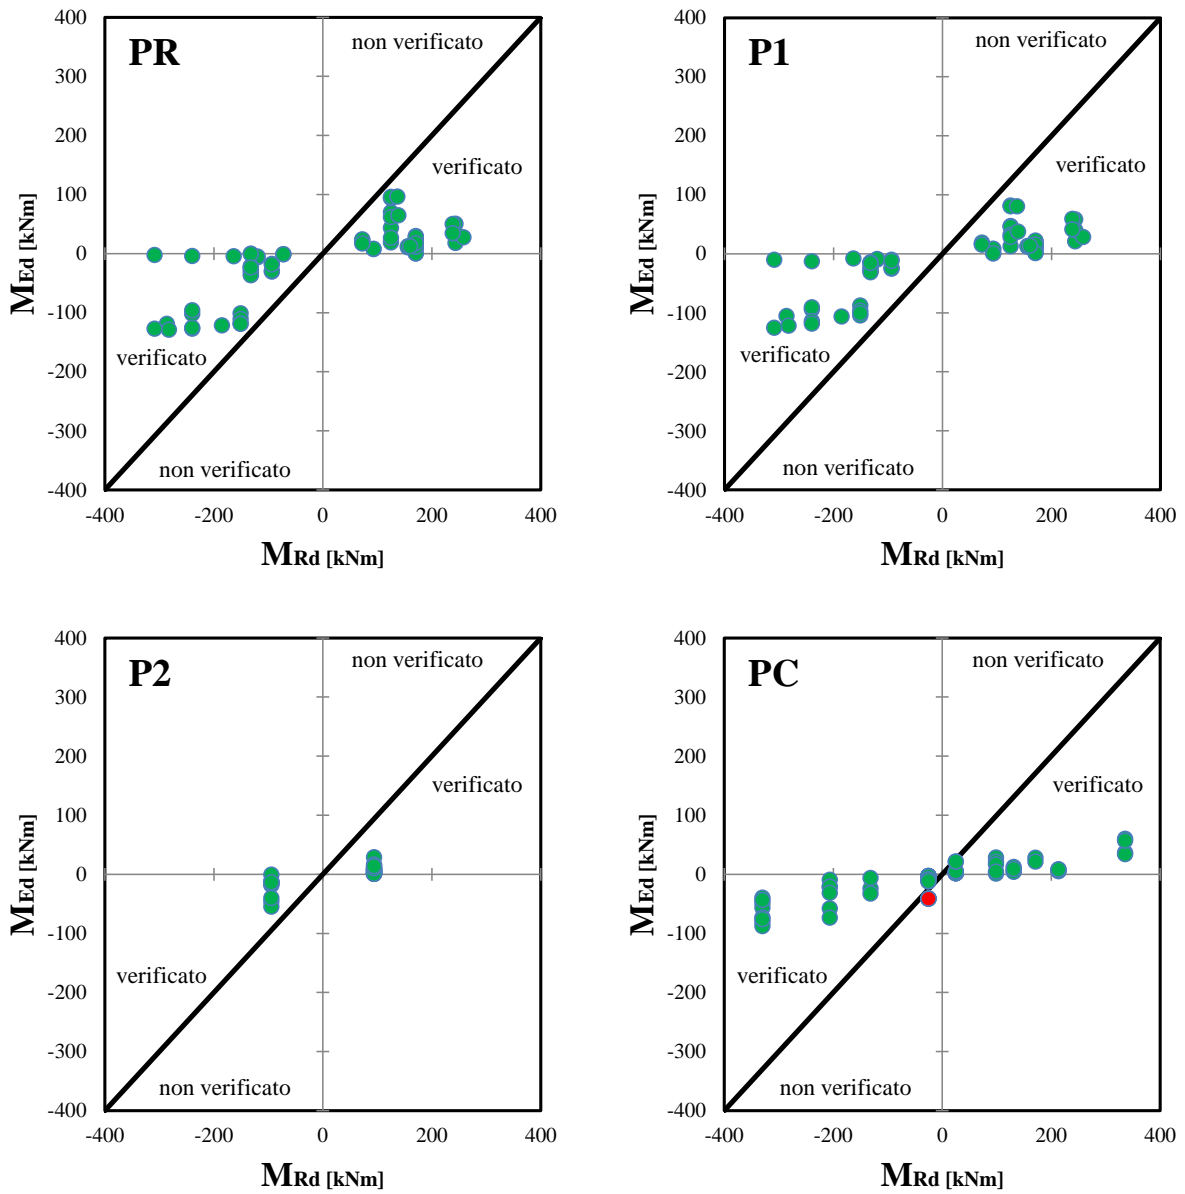 PR
non verificato
verificato
verificato
non verificato
400
300
200
100
0
-100
-200
-300
-400
-400 -200 0 200 400
MEd [kNm]
MRd [kNm]
P1
non verificato
verificato
verificato
non verificato
400
300
200
100
0
-100
-200
-300
-400
-400 -200 0 200 400
MEd [kNm]
MRd [kNm]
P2
non verificato
verificato
verificato
non verificato
400
300
200
100
0
-100
-200
-300
-400
-400 -200 0 200 400
MEd [kNm]
MRd [kNm]
PC
non verificato
verificato
verificato
non verificato
400
300
200
100
0
-100
-200
-300
-400
-400 -200 0 200 400
MEd [kNm]
MRd [kNm]